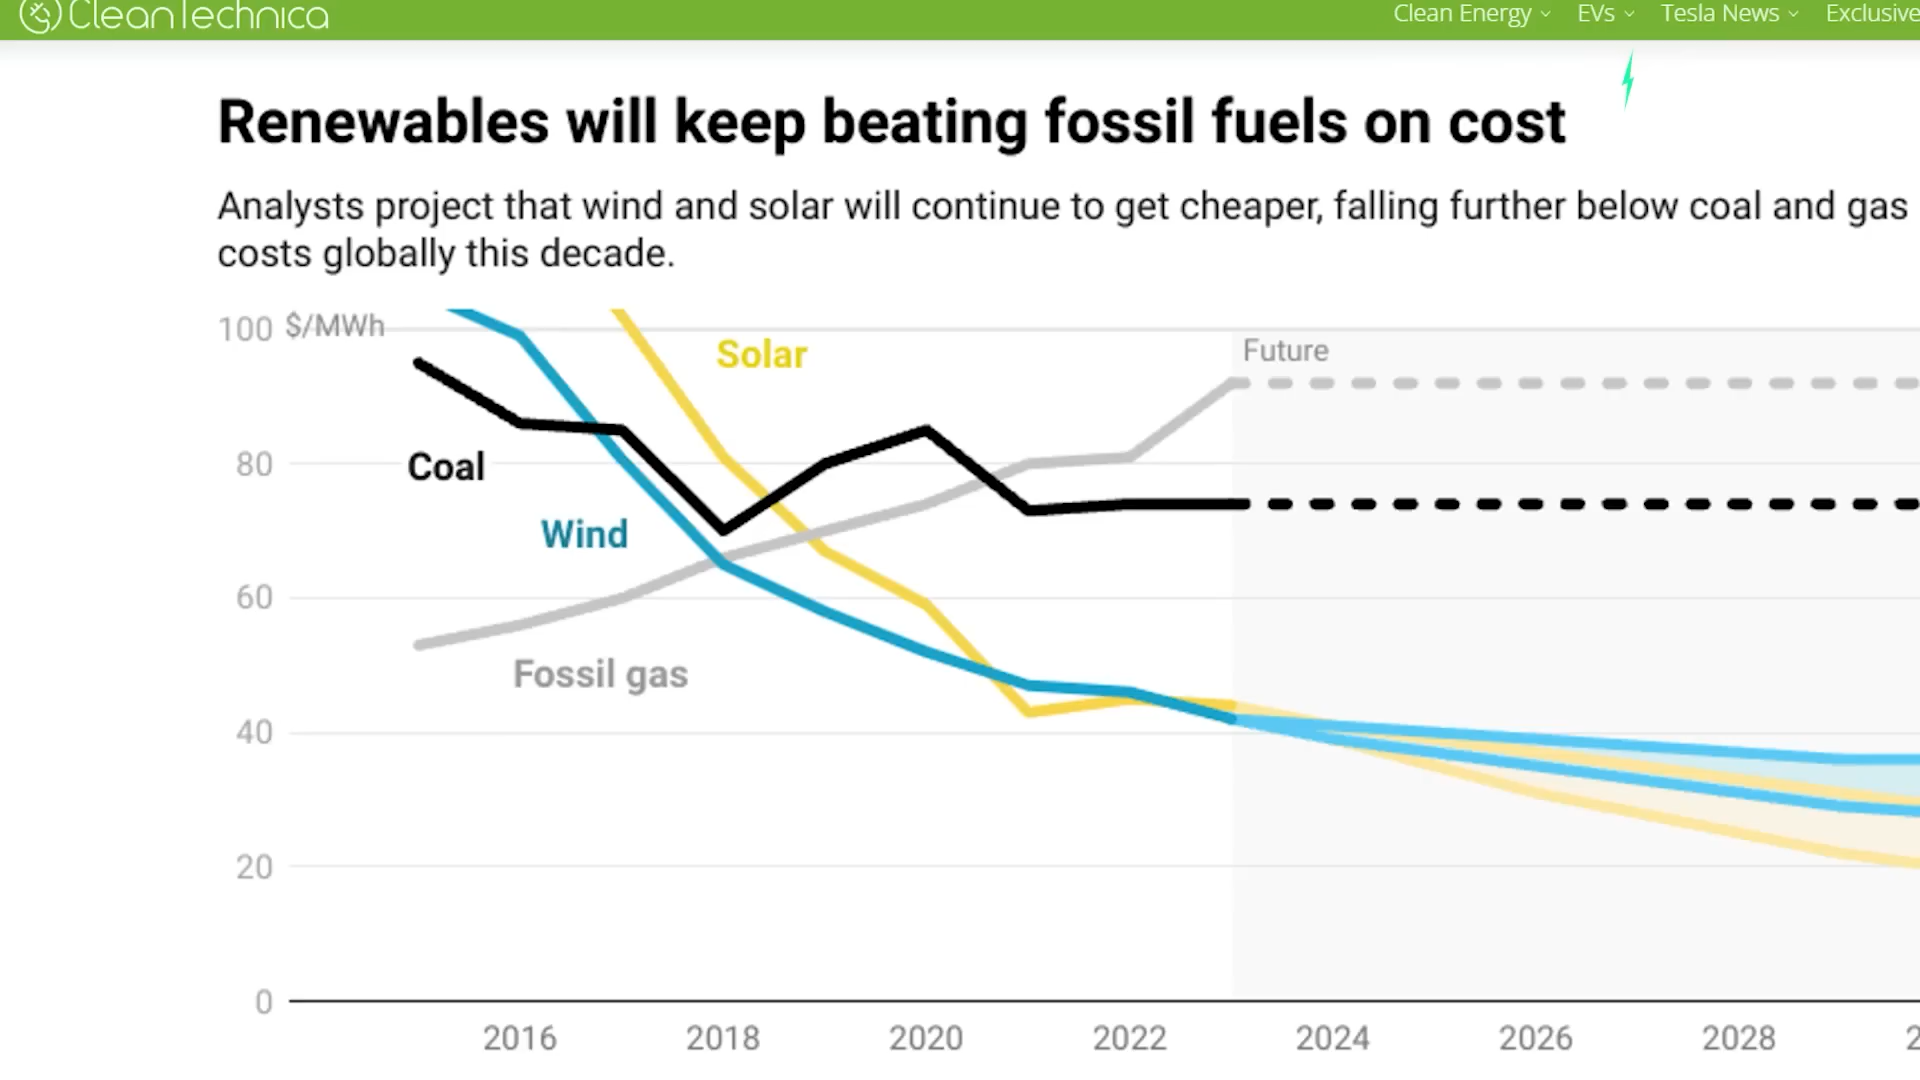 CleanTechnica
Clean Energy EVs Tesla News Exclusive
Renewables will keep beating fossil fuels on cost
Analysts project that wind and solar will continue to get cheaper, falling further below coal and gas
costs globally this decade.
100 $/MWh
Solar
Future
80
Coal
Wind
60
Fossil gas
40
20
0
2016 2018 2020 2022 2024 2026 2028